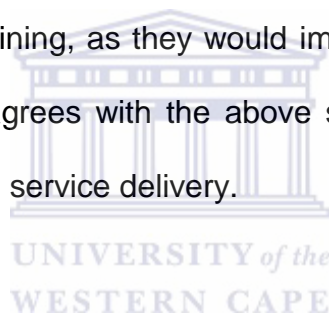 ining, as they would im
grees with the above s
service delivery.
UNIVERSITY of the
WESTERN CAPE